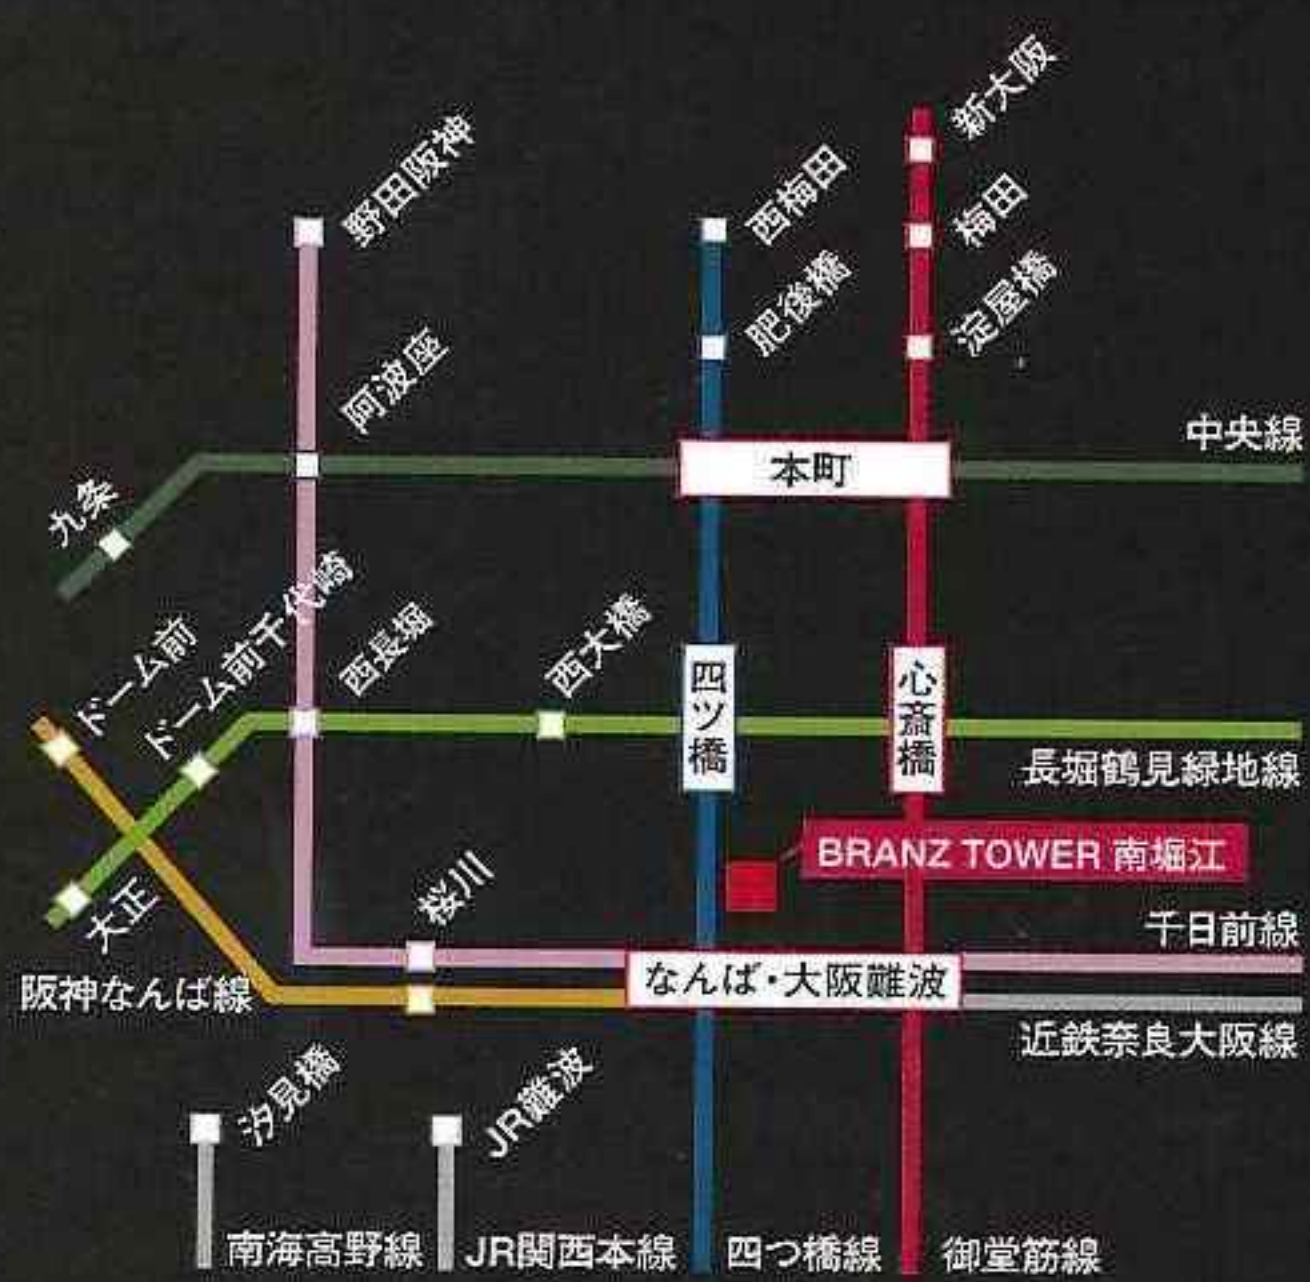 新大阪
野田阪神
西梅田
梅田
肥後橋
淀屋橋
阿波座
中央線
本町
九条
ドーム前
ドーム前千代崎
西長堀
西大橋
四ツ橋
心斎橋
長堀鶴見緑地線
BRANZ TOWER 南堀江
大正
桜川
千日前線
阪神なんば線
なんば・大阪難波
近鉄奈良大阪線
汐見橋
JR難波
南海高野線
JR関西本線
四つ橋線
御堂筋線